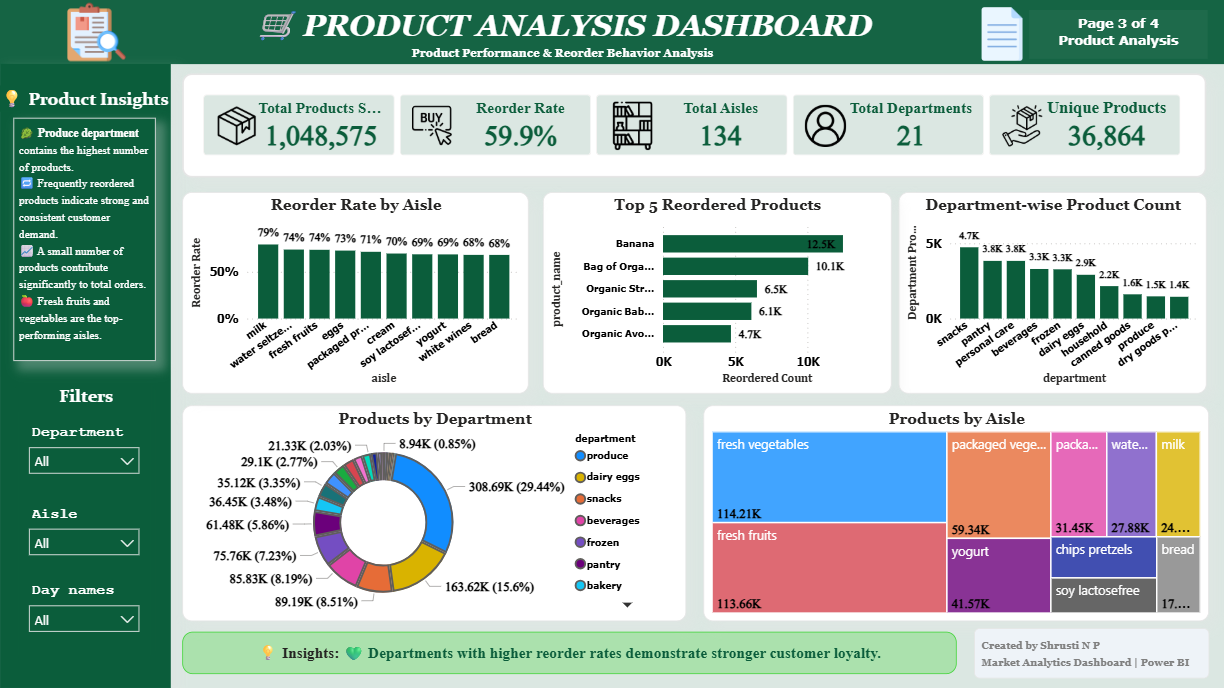 PRODUCT ANALYSIS DASHBOARD
Product Performance & Reorder Behavior Analysis
Page 3 of 4
Product Analysis
Product Insights
Produce department
contains the highest number
of products.
Frequently reordered
products indicate strong and
consistent customer
demand.
A small number of
products contribute
significantly to total orders.
Fresh fruits and
vegetables are the top-
performing aisles.
Filters
Department
All
Aisle
All
Day names
All
Total Products S...
1,048,575
BUY
Reorder Rate
59.9%
Total Aisles
134
Total Departments
21
Unique Products
36,864
Reorder Rate by Aisle
Reorder Rate
50%
0%
79% 74% 74% 73% 71% 70% 69% 69% 68% 68%
milk
water seltze...
fresh fruits
eggs
packaged pr...
cream
soy lactosef...
yogurt
white wines
bread
aisle
Top 5 Reordered Products
product_name
Banana 12.5K
Bag of Orga... 10.1K
Organic Str... 6.5K
Organic Bab... 6.1K
Organic Avo... 4.7K
0K 5K 10K
Reordered Count
Department-wise Product Count
Department Pro...
5K
0K
4.7K 3.8K 3.8K 3.3K 3.3K 2.9K 2.2K 1.6K 1.5K 1.4K
snacks
pantry
personal care
beverages
frozen
dairy eggs
household
canned goods
produce
dry goods p...
department
Products by Department
8.94K (0.85%)
308.69K (29.44%)
163.62K (15.6%)
89.19K (8.51%)
85.83K (8.19%)
75.76K (7.23%)
61.48K (5.86%)
36.45K (3.48%)
35.12K (3.35%)
29.1K (2.77%)
21.33K (2.03%)
department
produce
dairy eggs
snacks
beverages
frozen
pantry
bakery
Products by Aisle
fresh vegetables
114.21K
fresh fruits
113.66K
packaged vege...
59.34K
yogurt
41.57K
packa...
31.45K
wate...
27.88K
milk
24....
chips pretzels
soy lactosefree
bread
17....
Insights: Departments with higher reorder rates demonstrate stronger customer loyalty.
Created by Shrusti N P
Market Analytics Dashboard | Power BI